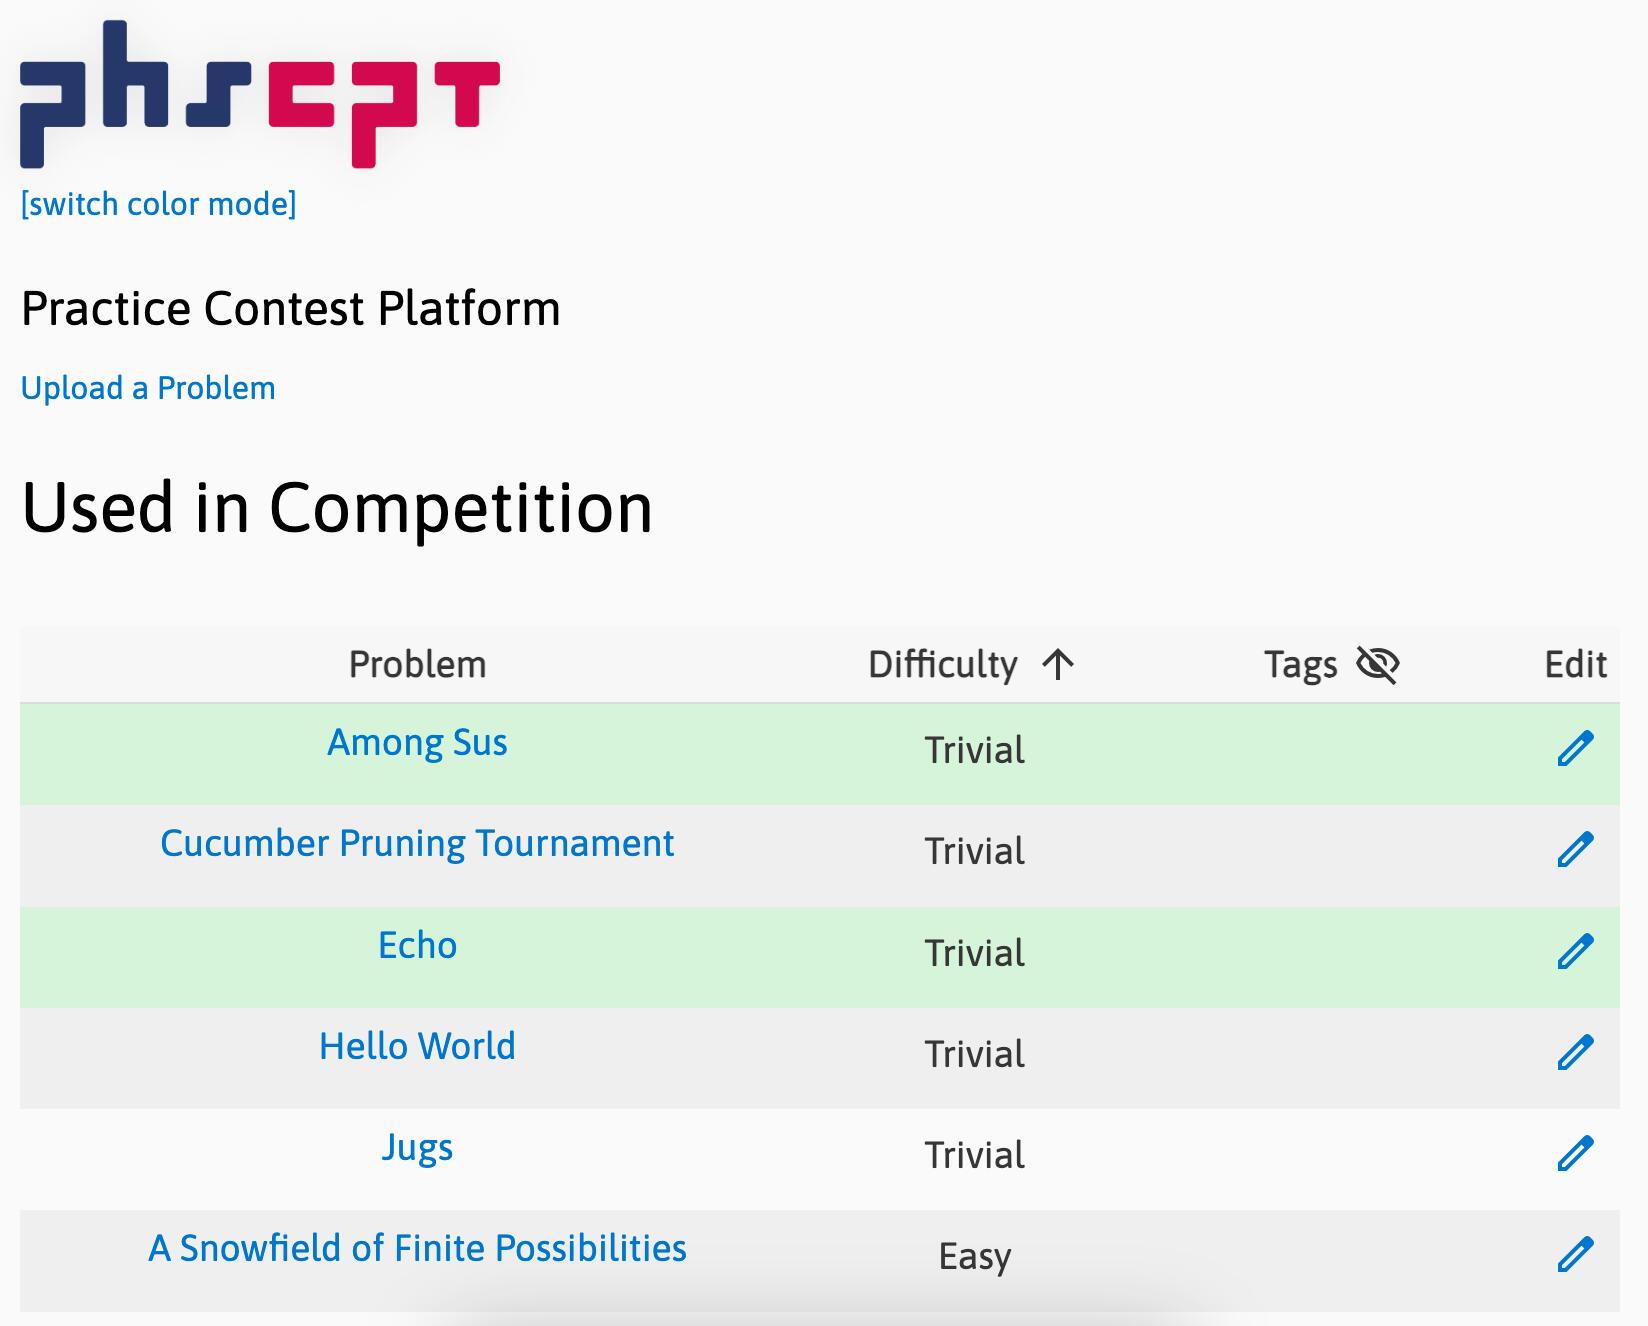 phscpt
[switch color mode]
Practice Contest Platform
Upload a Problem
Used in Competition
Problem Difficulty Tags Edit
Among Sus Trivial
Cucumber Pruning Tournament Trivial
Echo Trivial
Hello World Trivial
Jugs Trivial
A Snowfield of Finite Possibilities Easy